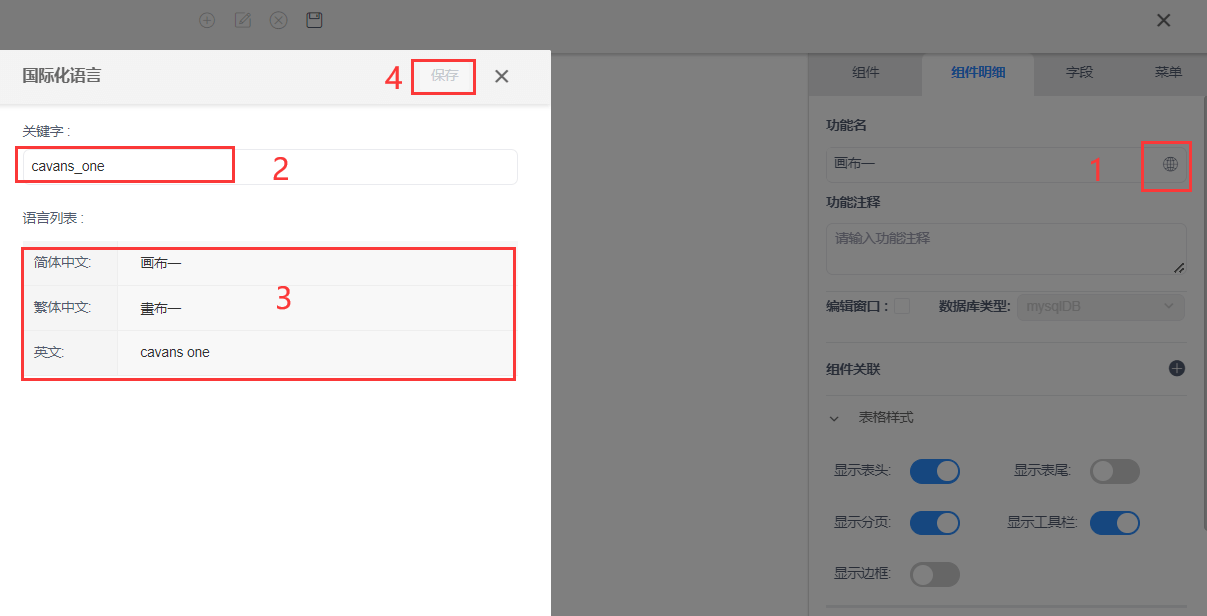 国际化语言
4
保存
关键字 :
cavans_one
2
语言列表 :
简体中文:
画布一
繁体中文:
畫布一
英文:
cavans one
3
组件
组件明细
字段
菜单
功能名
画布一
1
功能注释
请输入功能注释
编辑窗口 :
数据库类型:
mysqlDB
组件关联
表格样式
显示表头:
显示表尾:
显示分页:
显示工具栏:
显示边框: